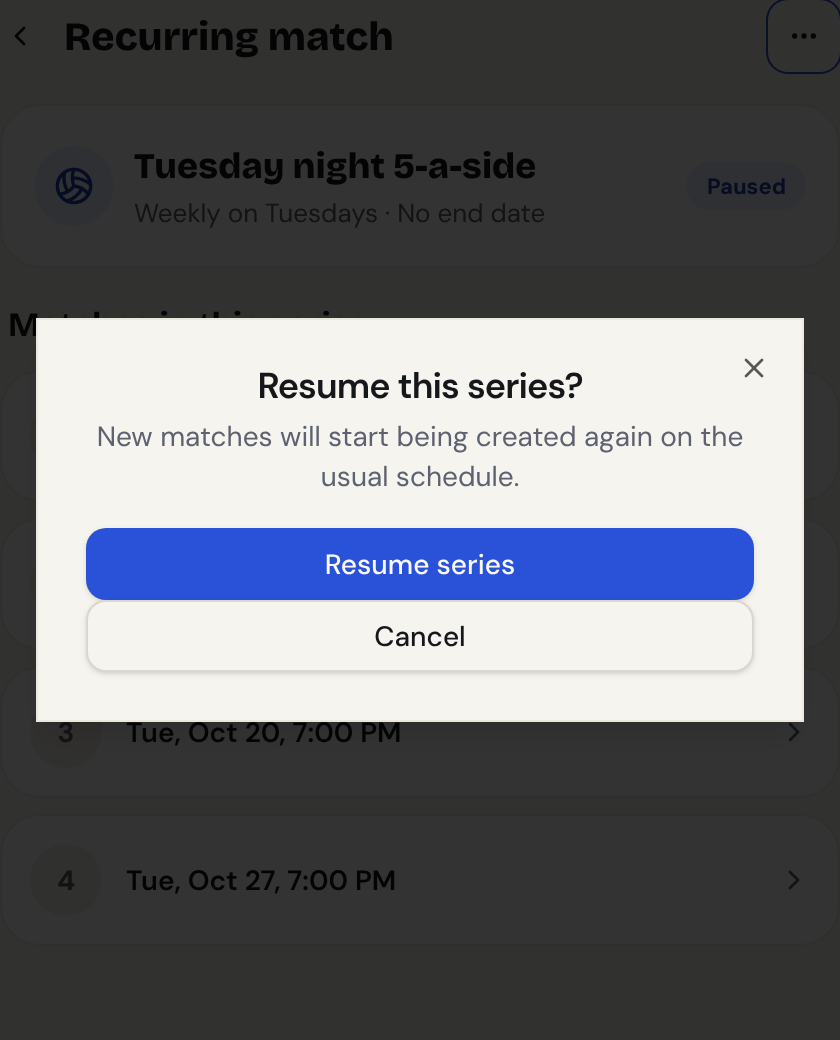 Recurring match
Tuesday night 5-a-side
Weekly on Tuesdays · No end date
Paused
Resume this series?
New matches will start being created again on the
usual schedule.
Resume series
Cancel
3
Tue, Oct 20, 7:00 PM
4
Tue, Oct 27, 7:00 PM